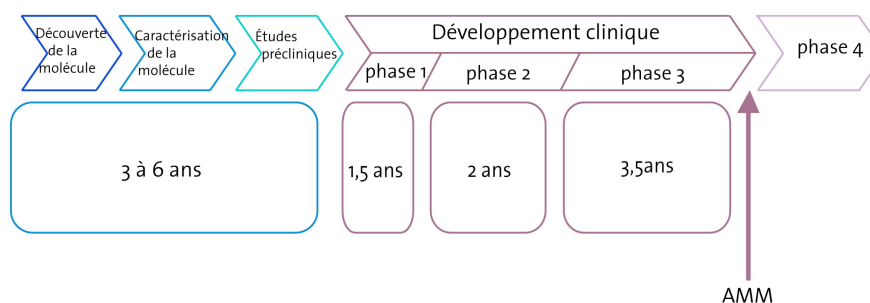 Découverte
de la
molécule
Caractérisation
de la
molécule
Études
précliniques
Développement clinique
phase 1
phase 2
phase 3
phase 4
3 à 6 ans
1,5 ans
2 ans
3,5ans
AMM